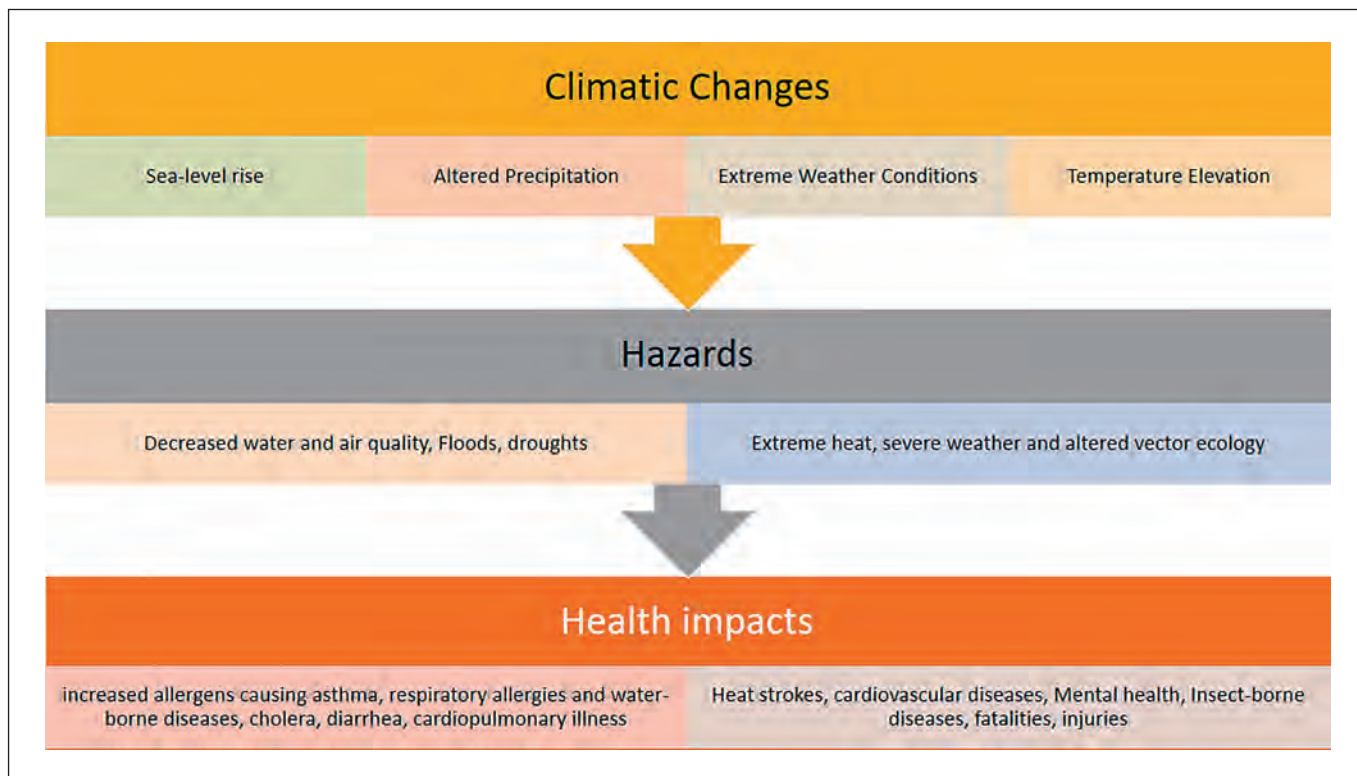 Climatic Changes
Sea-level rise
Altered Precipitation
Extreme Weather Conditions
Temperature Elevation
Hazards
Decreased water and air quality, Floods, droughts
Extreme heat, severe weather and altered vector ecology
Health impacts
increased allergens causing asthma, respiratory allergies and water-
borne diseases, cholera, diarrhea, cardiopulmonary illness
Heat strokes, cardiovascular diseases, Mental health, Insect-borne
diseases, fatalities, injuries